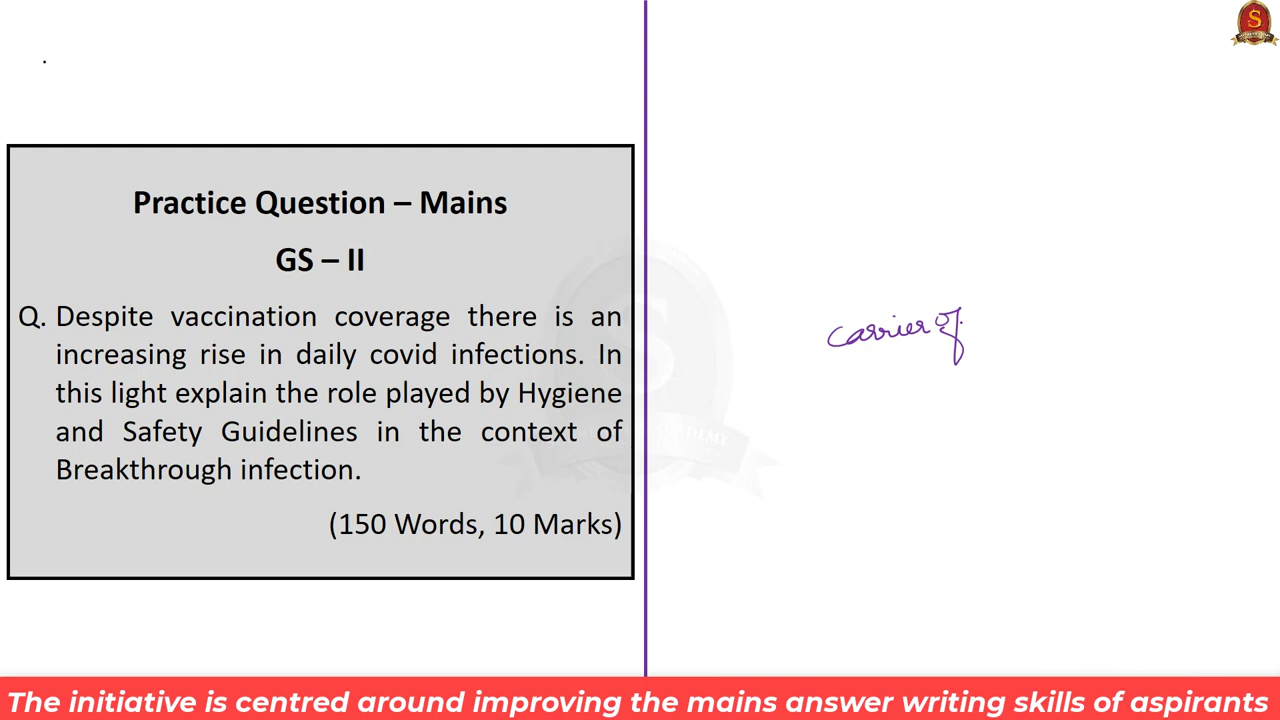 Practice Question – Mains
GS – II
Q. Despite vaccination coverage there is an
increasing rise in daily covid infections. In
this light explain the role played by Hygiene
and Safety Guidelines in the context of
Breakthrough infection.
(150 Words, 10 Marks)
carrier of
S
ACADEMY
The initiative is centred around improving the mains answer writing skills of aspirants